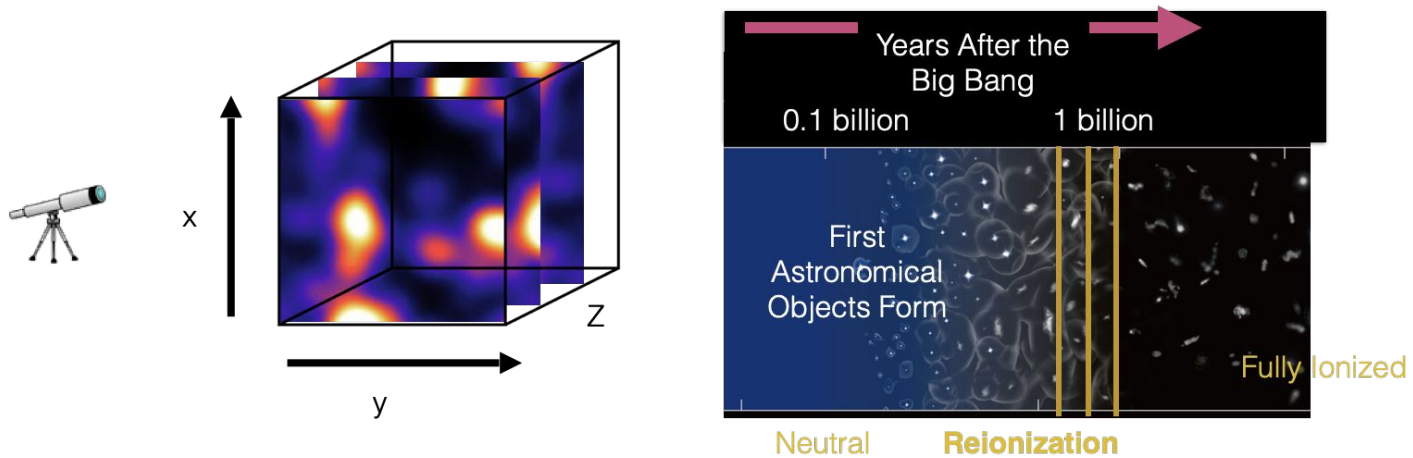 x
y
Z
Years After the
Big Bang
0.1 billion
1 billion
First
Astronomical
Objects Form
Fully Ionized
Neutral
Reionization